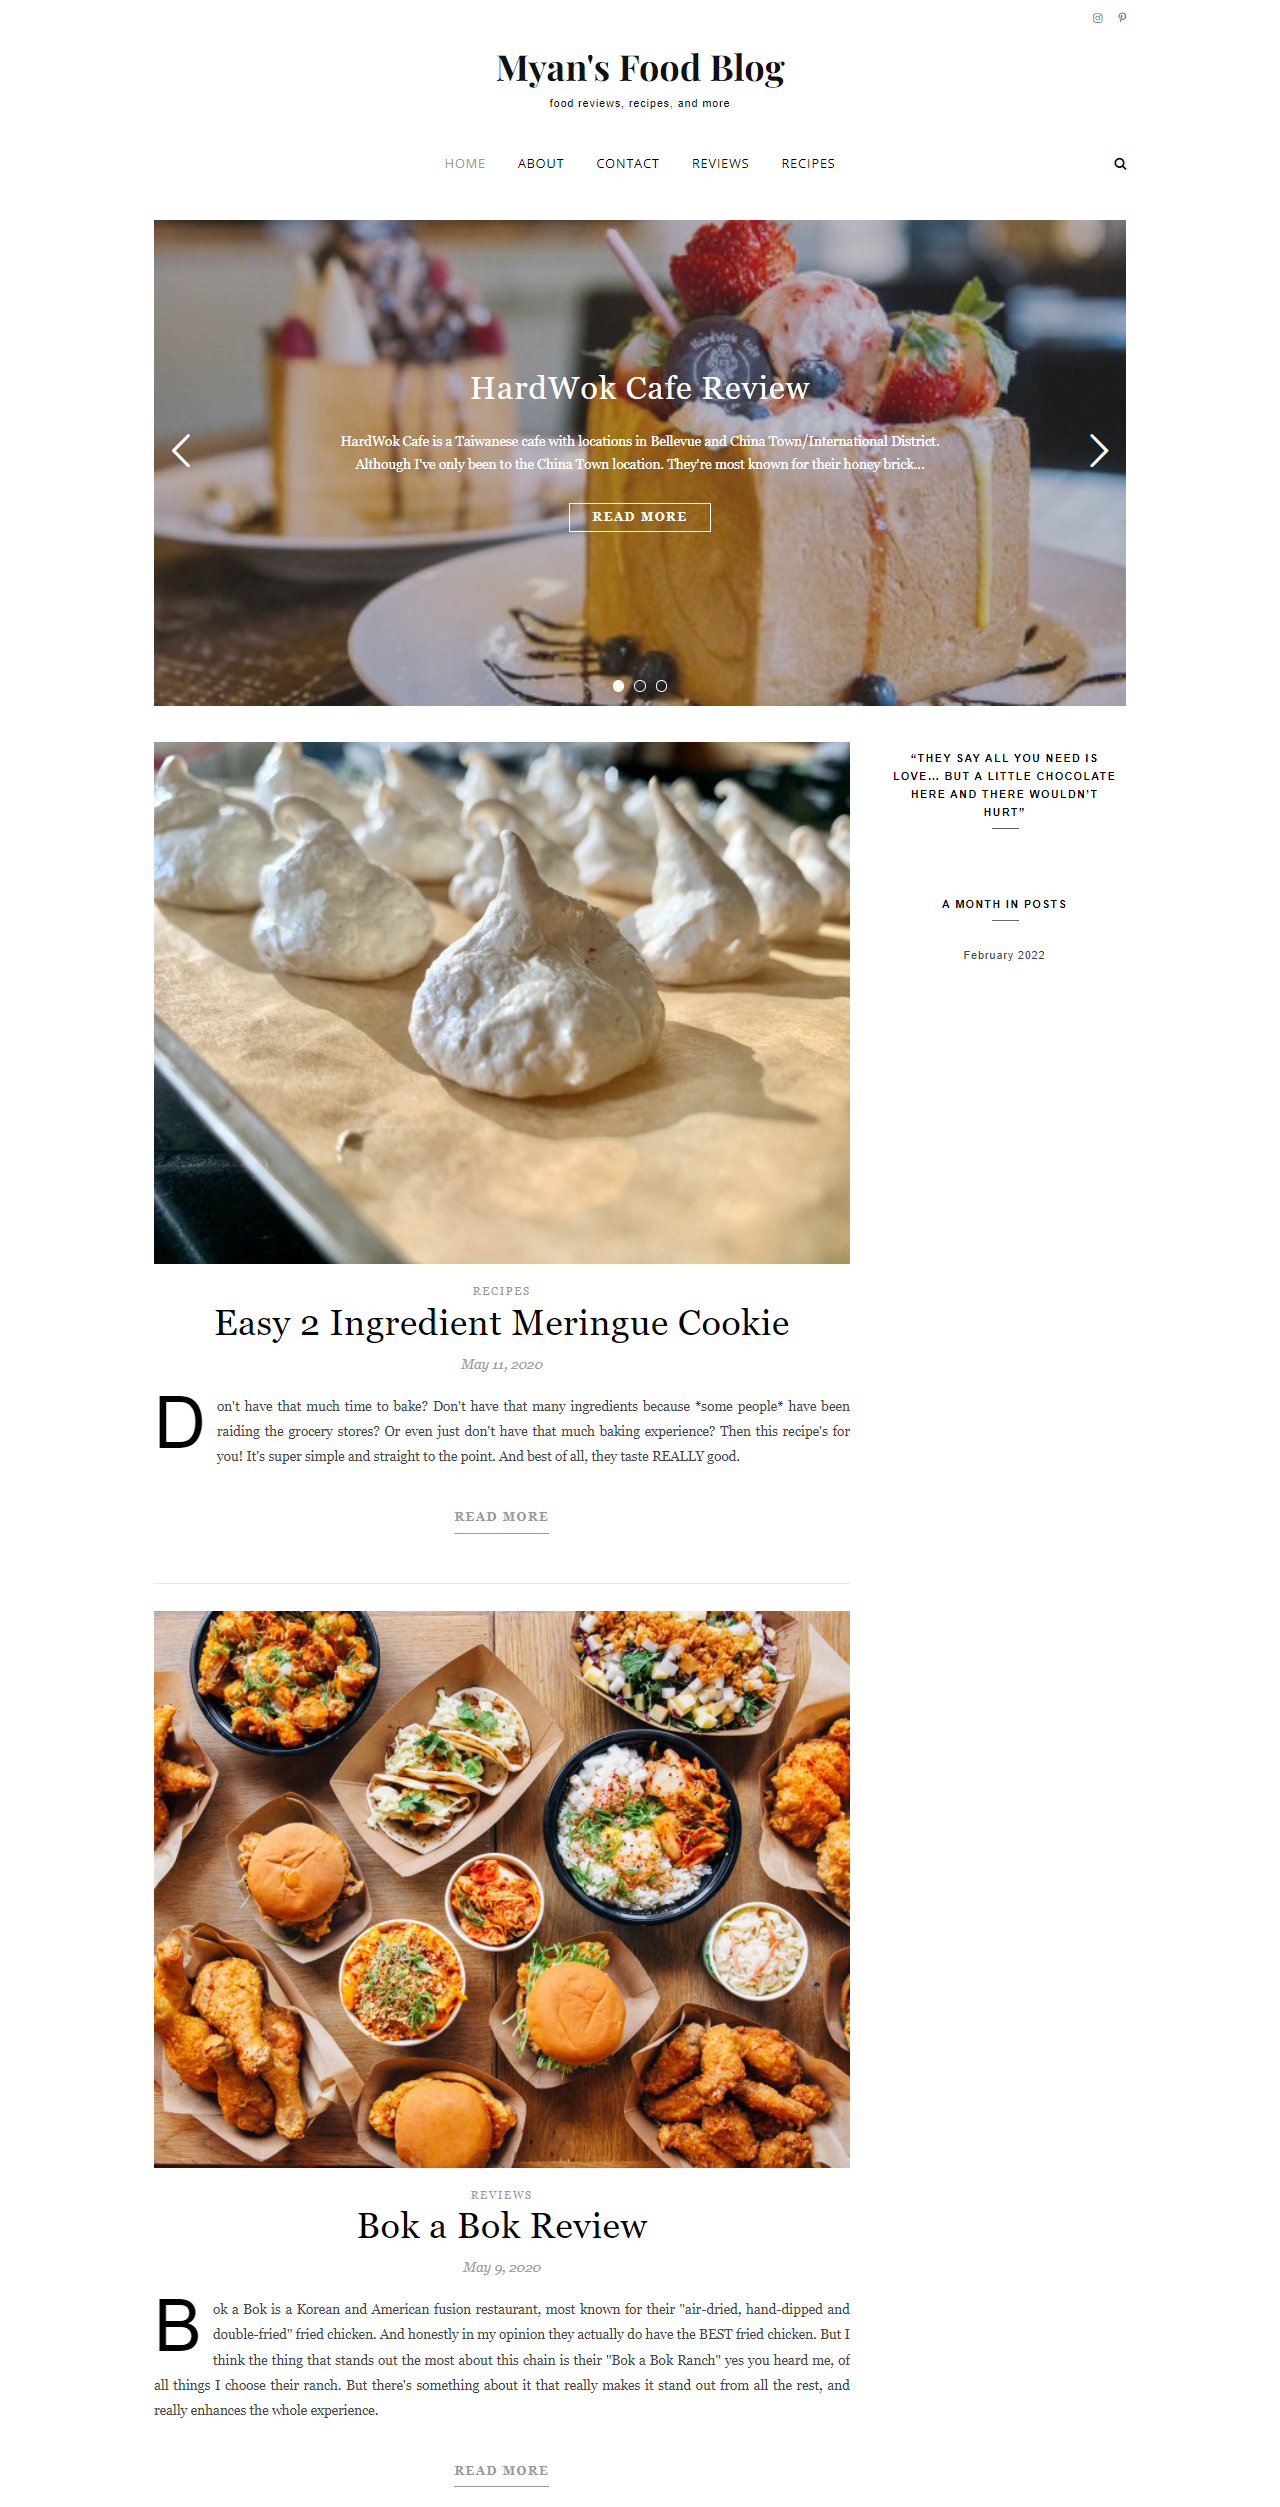 Myan's Food Blog
food reviews, recipes, and more
HOME ABOUT CONTACT REVIEWS RECIPES
HardWok Cafe
HardWok Cafe Review
HardWok Cafe is a Taiwanese cafe with locations in Bellevue and China Town/International District.
Although I've only been to the China Town location. They're most known for their honey brick...
READ MORE
“THEY SAY ALL YOU NEED IS
LOVE… BUT A LITTLE CHOCOLATE
HERE AND THERE WOULDN’T
HURT”
A MONTH IN POSTS
February 2022
RECIPES
Easy 2 Ingredient Meringue Cookie
May 11, 2020
Don't have that much time to bake? Don't have that many ingredients because *some people* have been
raiding the grocery stores? Or even just don't have that much baking experience? Then this recipe's for
you! It's super simple and straight to the point. And best of all, they taste REALLY good.
READ MORE
REVIEWS
Bok a Bok Review
May 9, 2020
Bok a Bok is a Korean and American fusion restaurant, most known for their "air-dried, hand-dipped and
double-fried" fried chicken. And honestly in my opinion they actually do have the BEST fried chicken. But I
think the thing that stands out the most about this chain is their "Bok a Bok Ranch" yes you heard me, of
all things I choose their ranch. But there's something about it that really makes it stand out from all the rest, and
really enhances the whole experience.
READ MORE